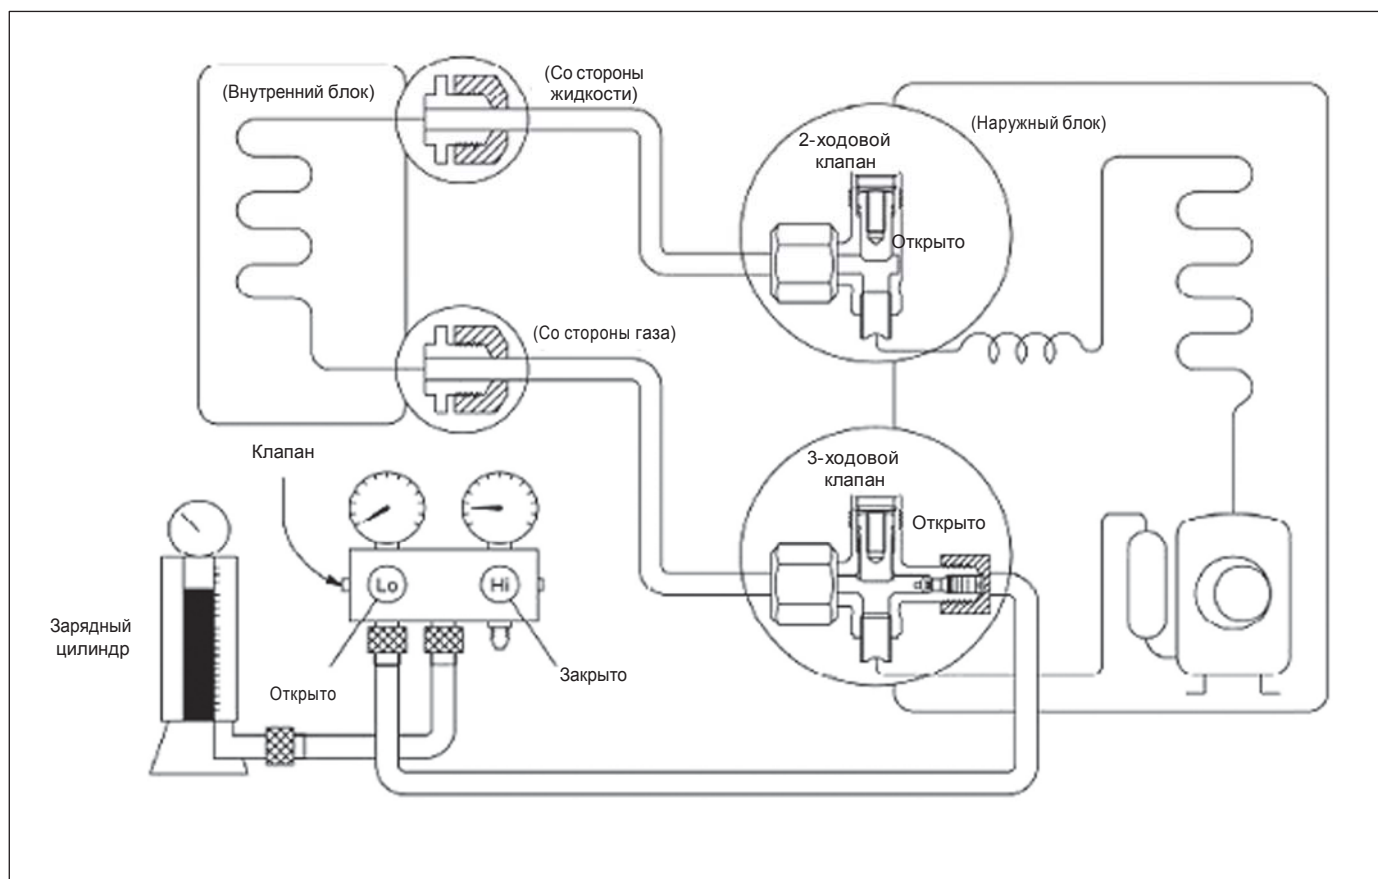 (Со стороны
жидкости)
(Внутренний блок)
(Наружный блок)
2-ходовой
клапан
Открыто
(Со стороны газа)
Клапан
3-ходовой
клапан
Открыто
Lo
Hi
Зарядный
цилиндр
Открыто
Закрыто